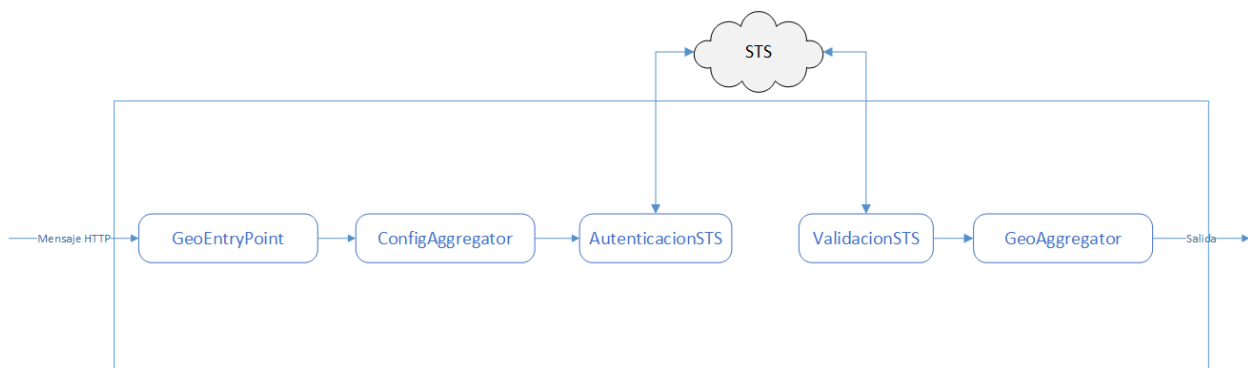 STS
Mensaje HTTP
GeoEntryPoint
ConfigAggregator
AutenticacionSTS
ValidacionSTS
GeoAggregator
Salida